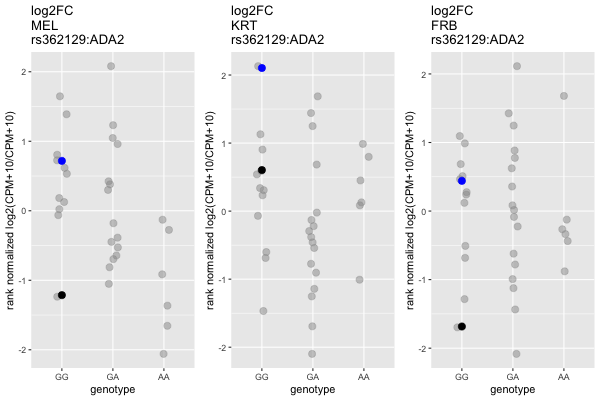 log2FC
MEL
rs362129:ADA2
rank normalized log2(CPM+10/CPM+10)
2
1
0
-1
-2
GG
GA
AA
genotype
log2FC
KRT
rs362129:ADA2
rank normalized log2(CPM+10/CPM+10)
2
1
0
-1
-2
GG
GA
AA
genotype
log2FC
FRB
rs362129:ADA2
rank normalized log2(CPM+10/CPM+10)
2
1
0
-1
-2
GG
GA
AA
genotype